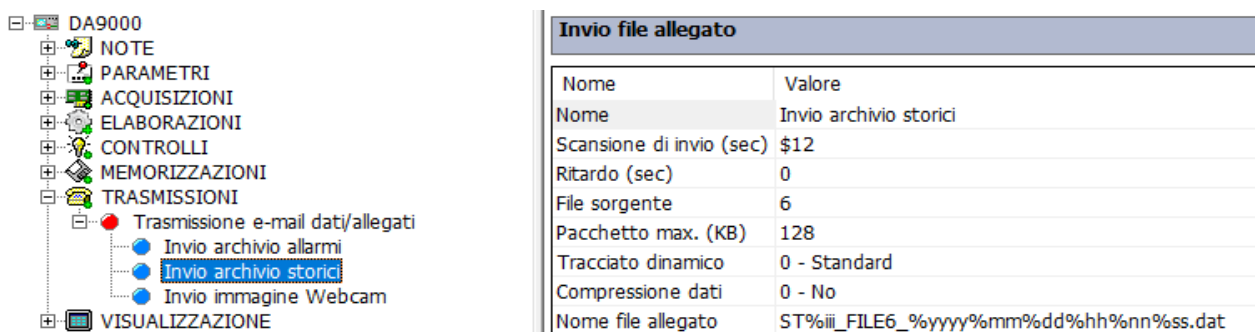 DA9000
NOTE
PARAMETRI
ACQUISIZIONI
ELABORAZIONI
CONTROLLI
MEMORIZZAZIONI
TRASMISSIONI
Trasmissione e-mail dati/allegati
Invio archivio allarmi
Invio archivio storici
Invio immagine Webcam
VISUALIZZAZIONE
Invio file allegato
Nome Valore
Nome Invio archivio storici
Scansione di invio (sec) $12
Ritardo (sec) 0
File sorgente 6
Pacchetto max. (KB) 128
Tracciato dinamico 0 - Standard
Compressione dati 0 - No
Nome file allegato ST%iii_FILE6_%yyyy%mm%dd%hh%nn%ss.dat